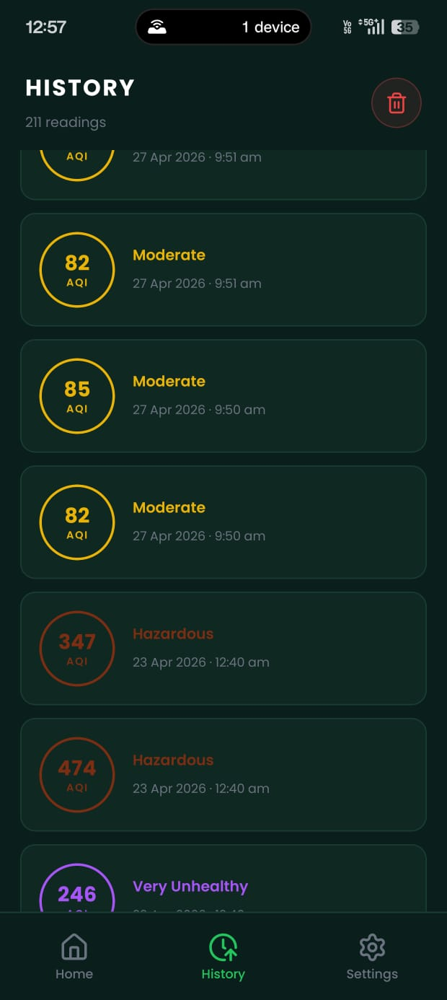 12:57
1 device
Vo
5G
5G+
35
HISTORY
211 readings
AQI
27 Apr 2026 · 9:51 am
82
AQI
Moderate
27 Apr 2026 · 9:51 am
85
AQI
Moderate
27 Apr 2026 · 9:50 am
82
AQI
Moderate
27 Apr 2026 · 9:50 am
347
AQI
Hazardous
23 Apr 2026 · 12:40 am
474
AQI
Hazardous
23 Apr 2026 · 12:40 am
246
Very Unhealthy
Home
History
Settings